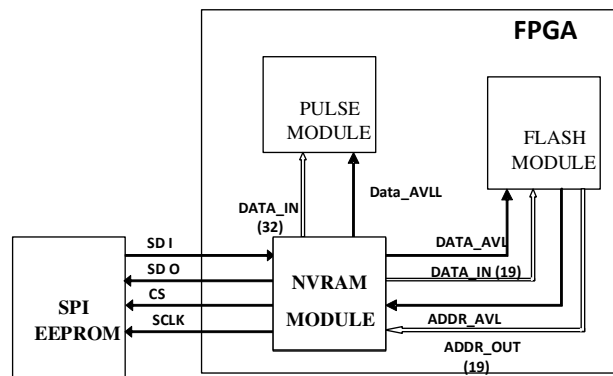 FPGA
PULSE
MODULE
FLASH
MODULE
Data_AVLL
DATA_IN
(32)
SD I
DATA_AVL
SD O
DATA_IN (19)
NVRAM
MODULE
CS
SPI
EEPROM
SCLK
ADDR_AVL
ADDR_OUT
(19)